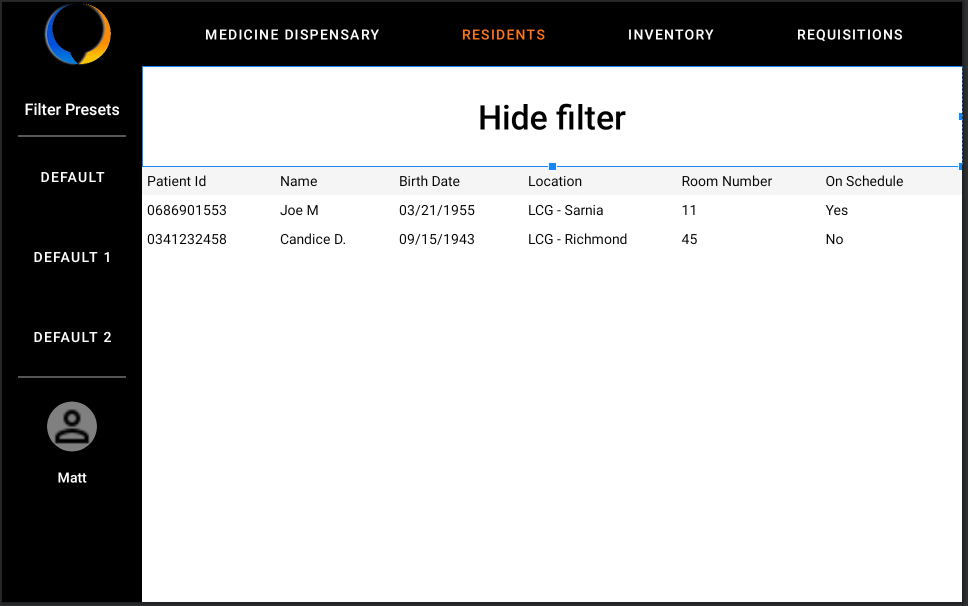 MEDICINE DISPENSARY RESIDENTS INVENTORY REQUISITIONS
Filter Presets
DEFAULT
DEFAULT 1
DEFAULT 2
Matt
Hide filter
Patient Id Name Birth Date Location Room Number On Schedule
0686901553 Joe M 03/21/1955 LCG - Sarnia 11 Yes
0341232458 Candice D. 09/15/1943 LCG - Richmond 45 No